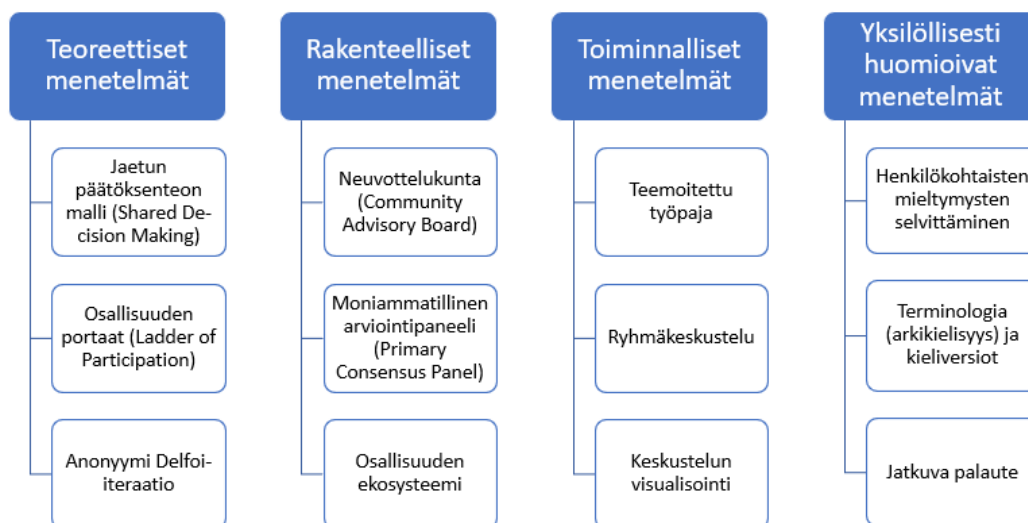 Teoreettiset
menetelmät
Jaetun
päätöksenteon
malli (Shared De-
cision Making)
Osallisuuden
portaat (Ladder of
Participation)
Anonyymi Delfoi-
iteraatio
Rakenteelliset
menetelmät
Neuvottelukunta
(Community
Advisory Board)
Moniammatillinen
arviointipaneeli
(Primary
Consensus Panel)
Osallisuuden
ekosysteemi
Toiminnalliset
menetelmät
Teemoitettu
työpaja
Ryhmäkeskustelu
Keskustelun
visualisointi
Yksilöllisesti
huomioivat
menetelmät
Henkilökohtaisten
mieltymysten
selvittäminen
Terminologia
(arkikielisyys) ja
kieliversiot
Jatkuva palaute